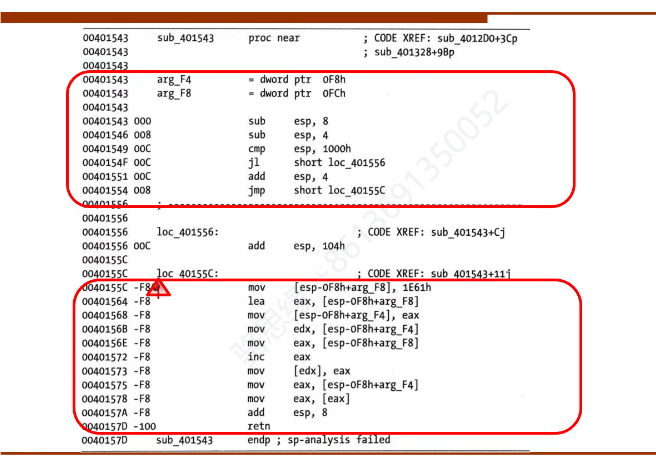 00401543 sub_401543 proc near ; CODE XREF: sub_4012D0+3Cp
00401543 ; sub_401328+9Bp
00401543
00401543 arg_F4 = dword ptr 0F8h
00401543 arg_F8 = dword ptr 0FCh
00401543
00401543 000 sub esp, 8
00401546 008 sub esp, 4
00401549 00C cmp esp, 1000h
0040154F 00C jl short loc_401556
00401551 00C add esp, 4
00401554 008 jmp short loc_40155C
00401556 ; ------------------------------------------------------------
00401556
00401556 loc_401556: ; CODE XREF: sub_401543+Cj
00401556 00C add esp, 104h
0040155C
0040155C loc_40155C: ; CODE XREF: sub_401543+11j
0040155C -F8 mov [esp-0F8h+arg_F8], 1E61h
00401564 -F8 lea eax, [esp-0F8h+arg_F8]
00401568 -F8 mov [esp-0F8h+arg_F4], eax
0040156B -F8 mov edx, [esp-0F8h+arg_F4]
0040156E -F8 mov eax, [esp-0F8h+arg_F8]
00401572 -F8 inc eax
00401573 -F8 mov [edx], eax
00401575 -F8 mov eax, [esp-0F8h+arg_F4]
00401578 -F8 mov eax, [eax]
0040157A -F8 add esp, 8
0040157D -100 retn
0040157D sub_401543 endp ; sp-analysis failed
+8613691350052